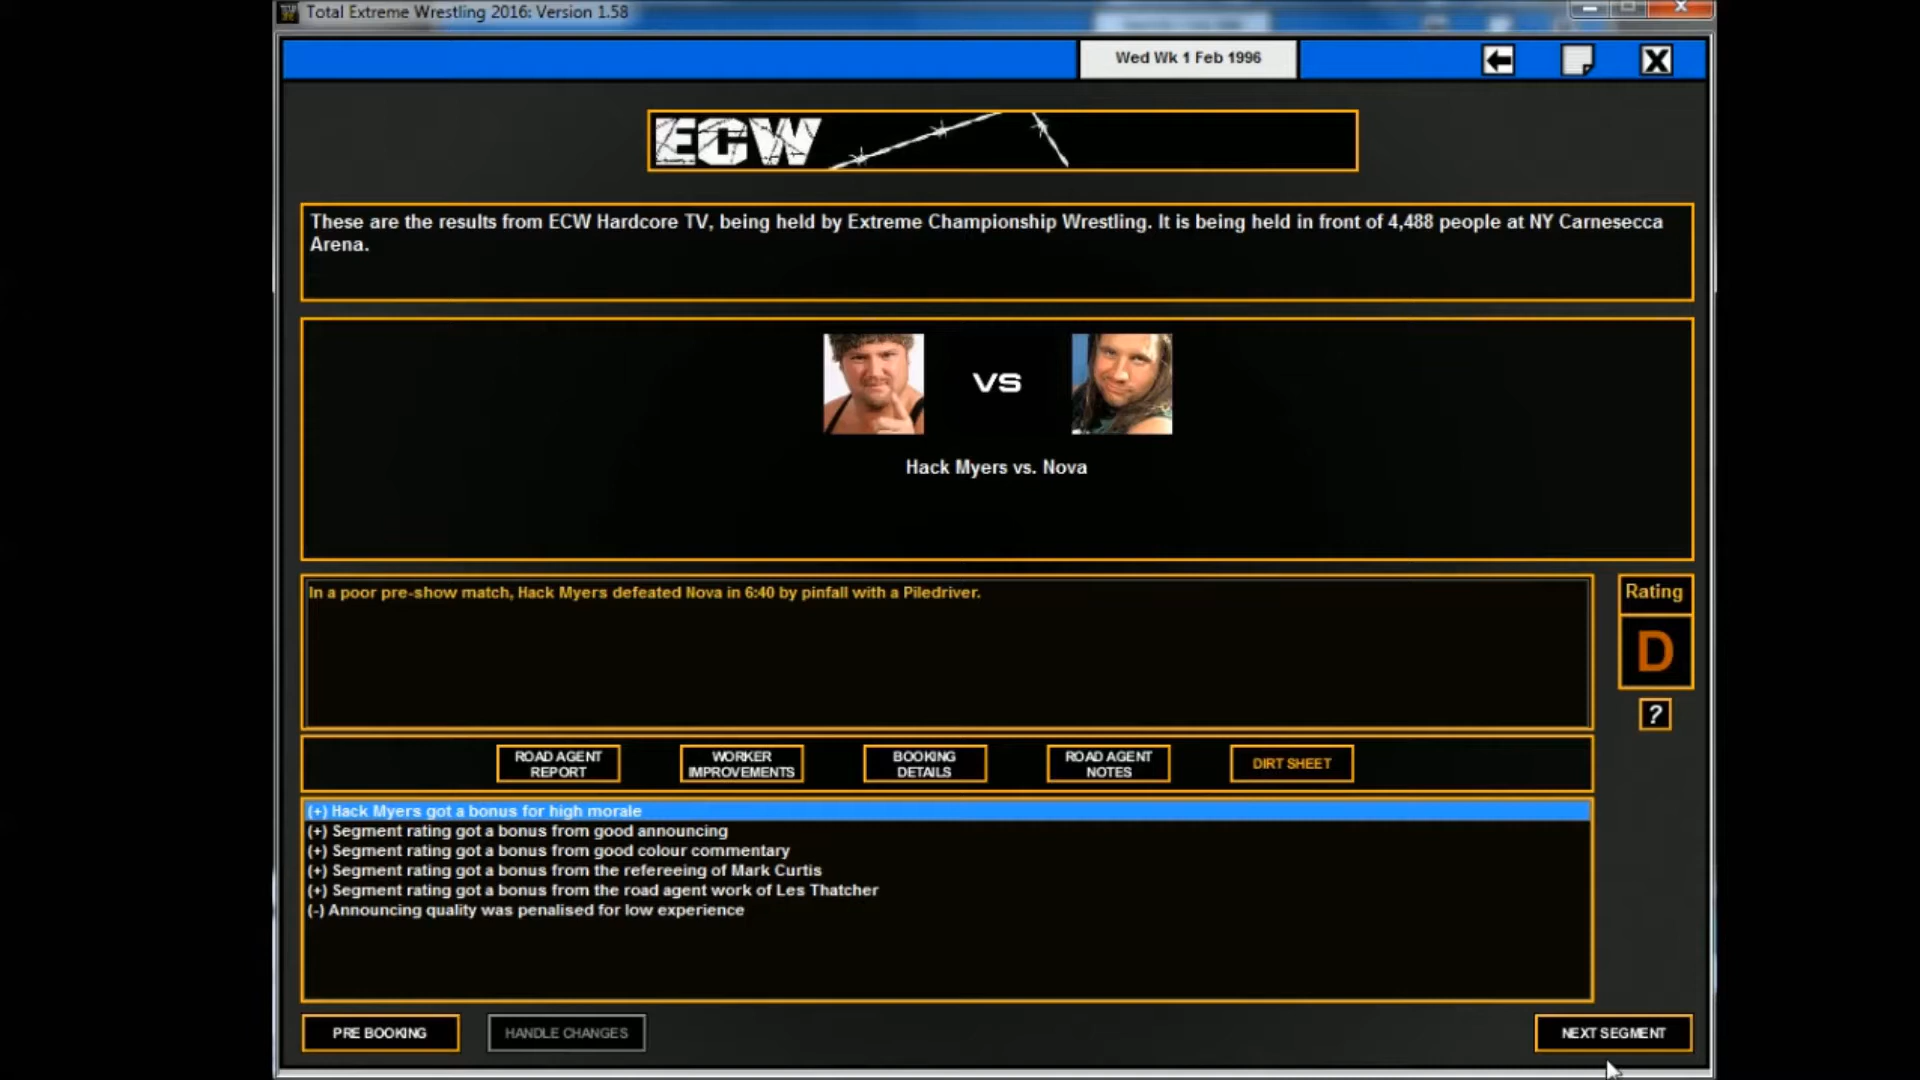 Total Extreme Wrestling 2016: Version 1.58
Wed Wk 1 Feb 1996
ECW
These are the results from ECW Hardcore TV, being held by Extreme Championship Wrestling. It is being held in front of 4,488 people at NY Carnesecca
Arena.
VS
Hack Myers vs. Nova
In a poor pre-show match, Hack Myers defeated Nova in 6:40 by pinfall with a Piledriver.
Rating
D
?
ROAD AGENT
REPORT
WORKER
IMPROVEMENTS
BOOKING
DETAILS
ROAD AGENT
NOTES
DIRT SHEET
(+) Hack Myers got a bonus for high morale
(+) Segment rating got a bonus from good announcing
(+) Segment rating got a bonus from good colour commentary
(+) Segment rating got a bonus from the refereeing of Mark Curtis
(+) Segment rating got a bonus from the road agent work of Les Thatcher
(-) Announcing quality was penalised for low experience
PRE BOOKING
HANDLE CHANGES
NEXT SEGMENT